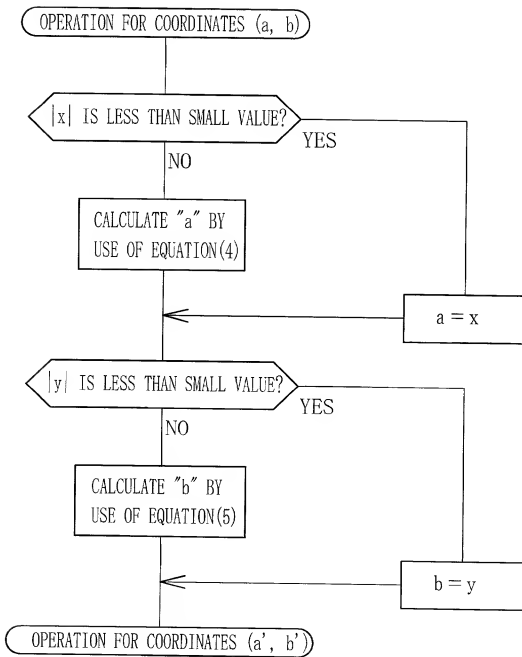 OPERATION FOR COORDINATES (a, b)
|x| IS LESS THAN SMALL VALUE?
YES
NO
CALCULATE "a" BY
USE OF EQUATION(4)
a = x
|y| IS LESS THAN SMALL VALUE?
YES
NO
CALCULATE "b" BY
USE OF EQUATION(5)
b = y
OPERATION FOR COORDINATES (a', b')